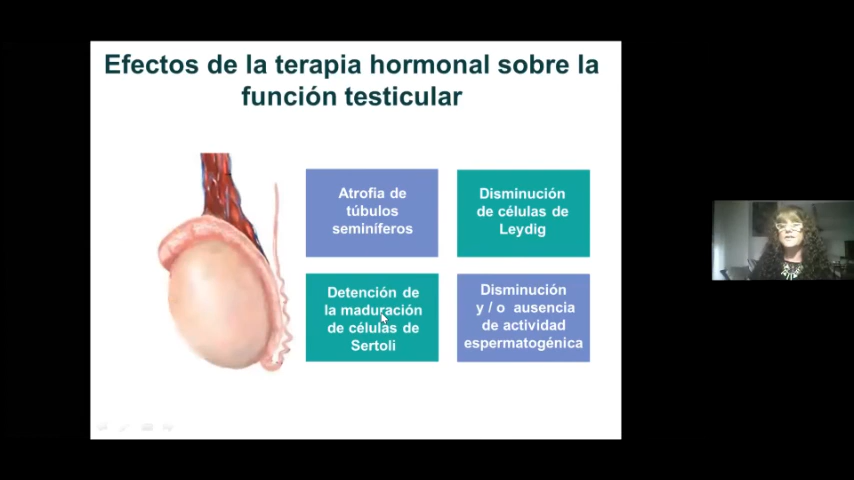 Efectos de la terapia hormonal sobre la
función testicular
Atrofia de
túbulos
seminíferos
Disminución
de células de
Leydig
Detención de
la maduración
de células de
Sertoli
Disminución
y / o ausencia
de actividad
espermatogénica